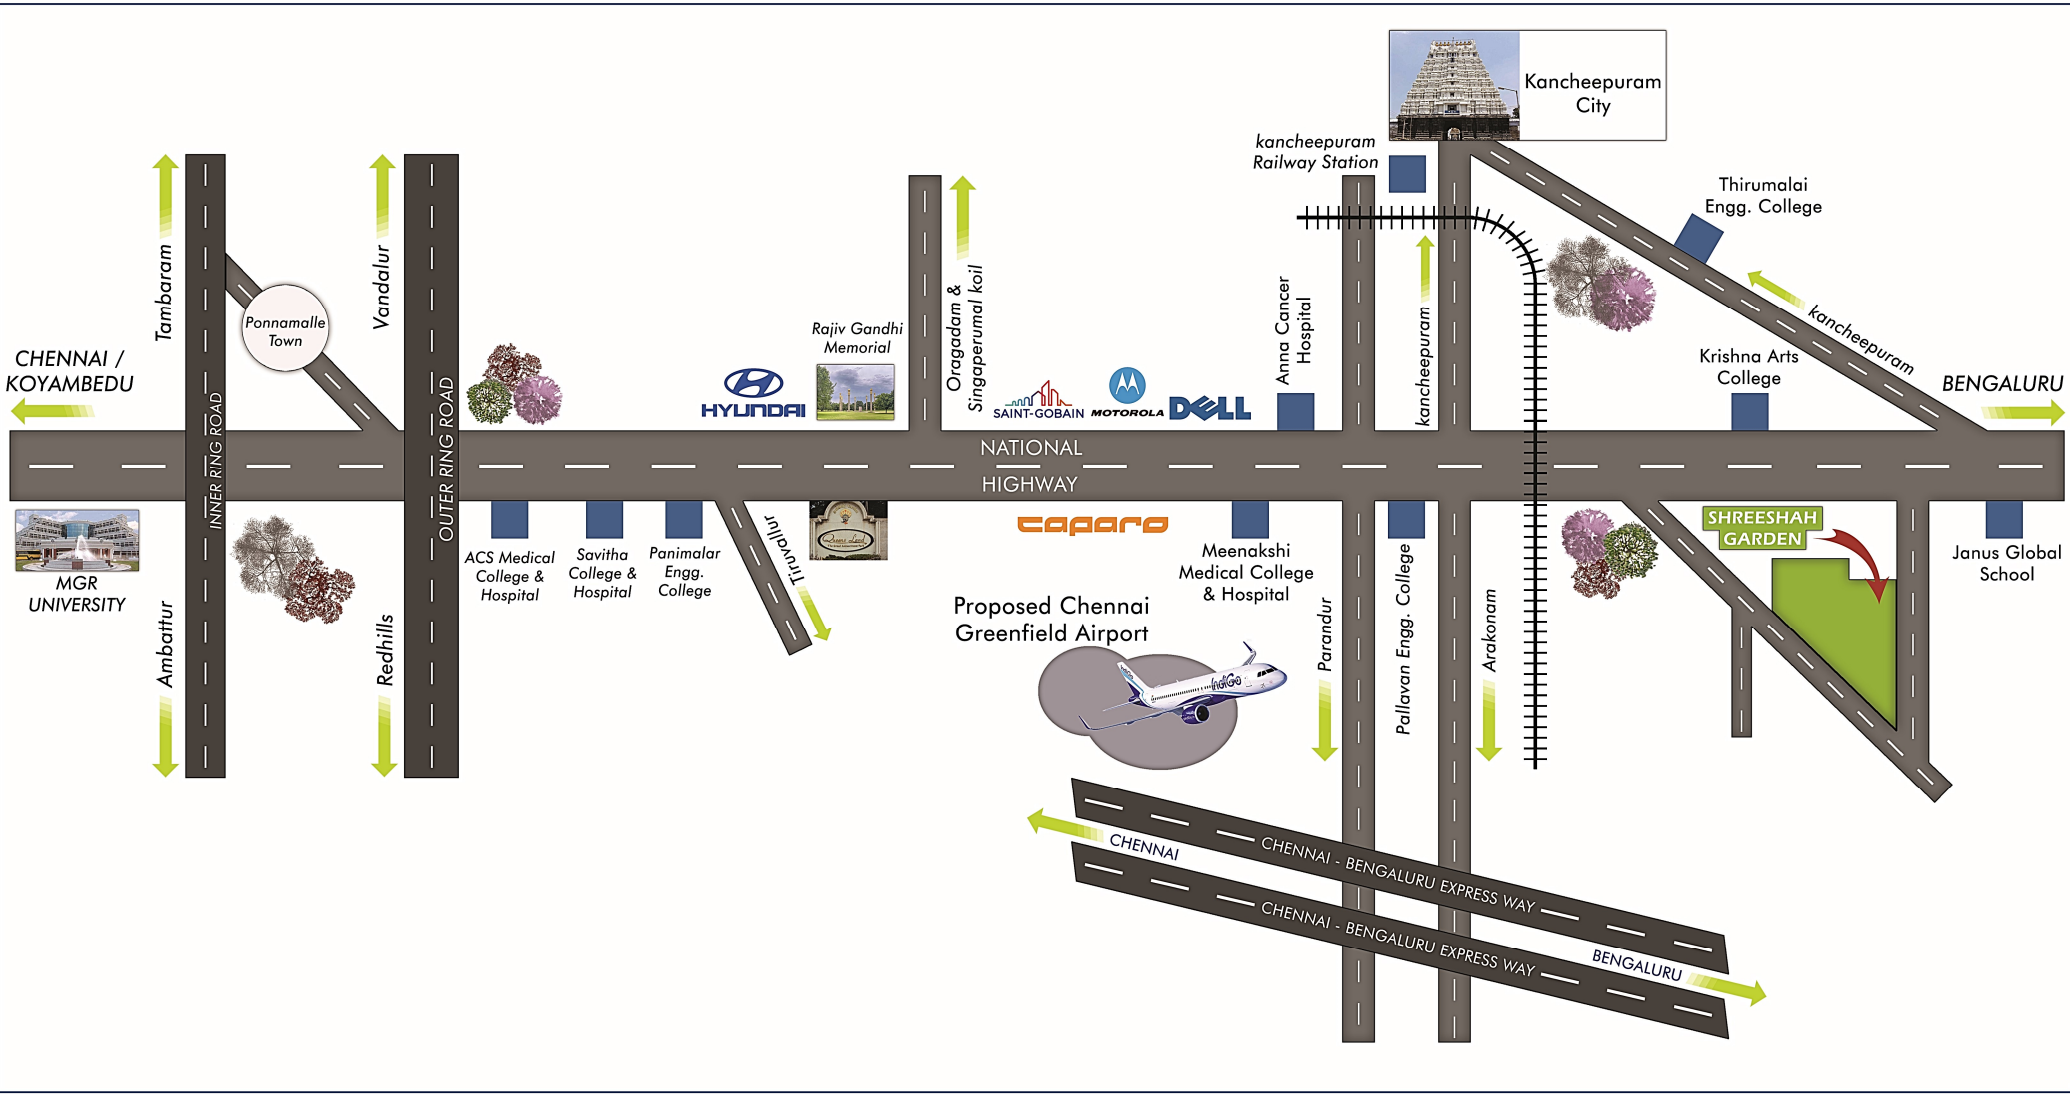 Kancheepuram
City
kancheepuram
Railway Station
Thirumalai
Engg. College
Tambaram
Vandalur
Ponnamalle
Town
Oragadam &
Singaperumal koil
Rajiv Gandhi
Memorial
Anna Cancer
Hospital
kancheepuram
kancheepuram
Krishna Arts
College
CHENNAI /
KOYAMBEDU
BENGALURU
HYUNDAI
SAINT-GOBAIN
MOTOROLA
DELL
INNER RING ROAD
OUTER RING ROAD
NATIONAL
HIGHWAY
MGR
UNIVERSITY
ACS Medical
College &
Hospital
Savitha
College &
Hospital
Panimalar
Engg.
College
Tiruvallur
Queens Land
caparo
Meenakshi
Medical College
& Hospital
SHREESHAH
GARDEN
Janus Global
School
Ambattur
Redhills
Proposed Chennai
Greenfield Airport
IndiGo
Parandur
Pallavan Engg. College
Arakonam
CHENNAI
CHENNAI - BENGALURU EXPRESS WAY
CHENNAI - BENGALURU EXPRESS WAY
BENGALURU